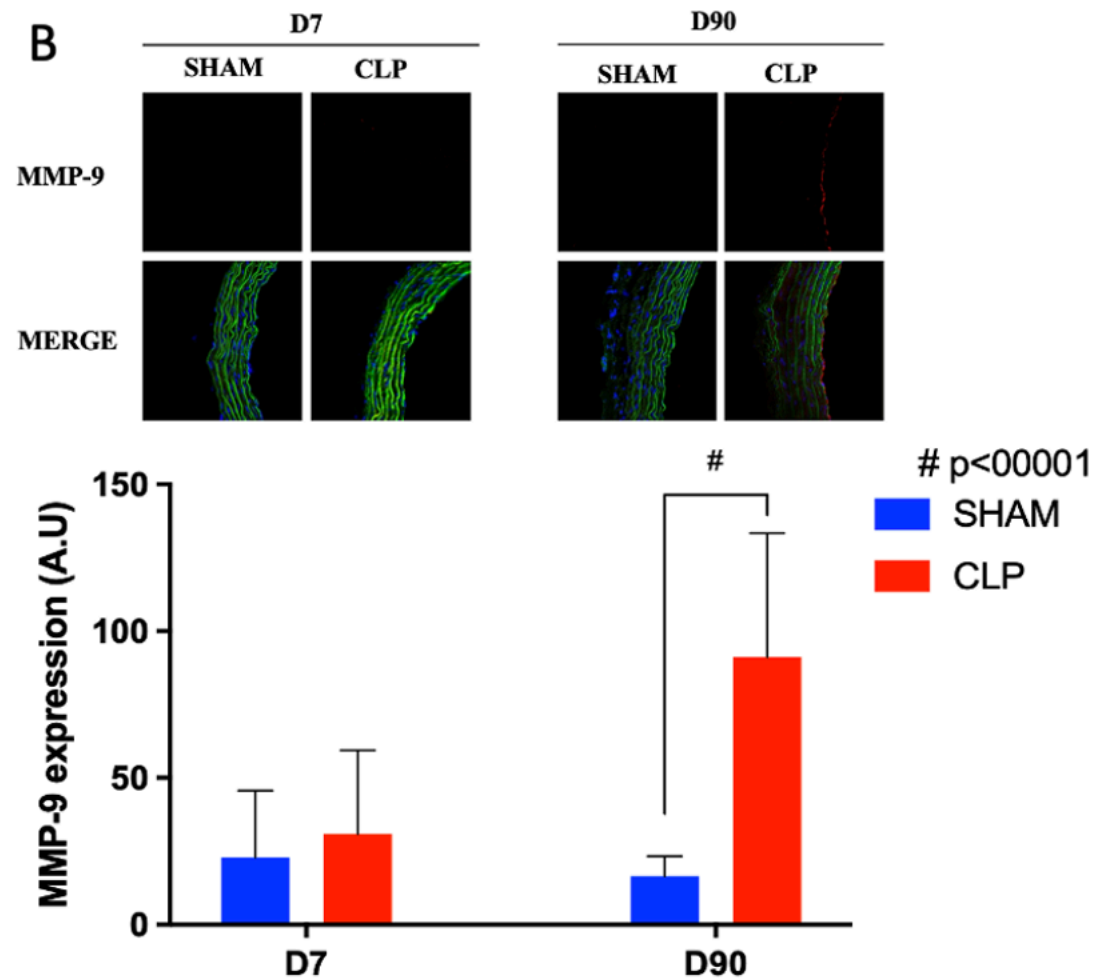 B
D7
D90
SHAM
CLP
SHAM
CLP
MMP-9
MERGE
#
# p<00001
SHAM
CLP
MMP-9 expression (A.U)
150
100
50
0
D7
D90